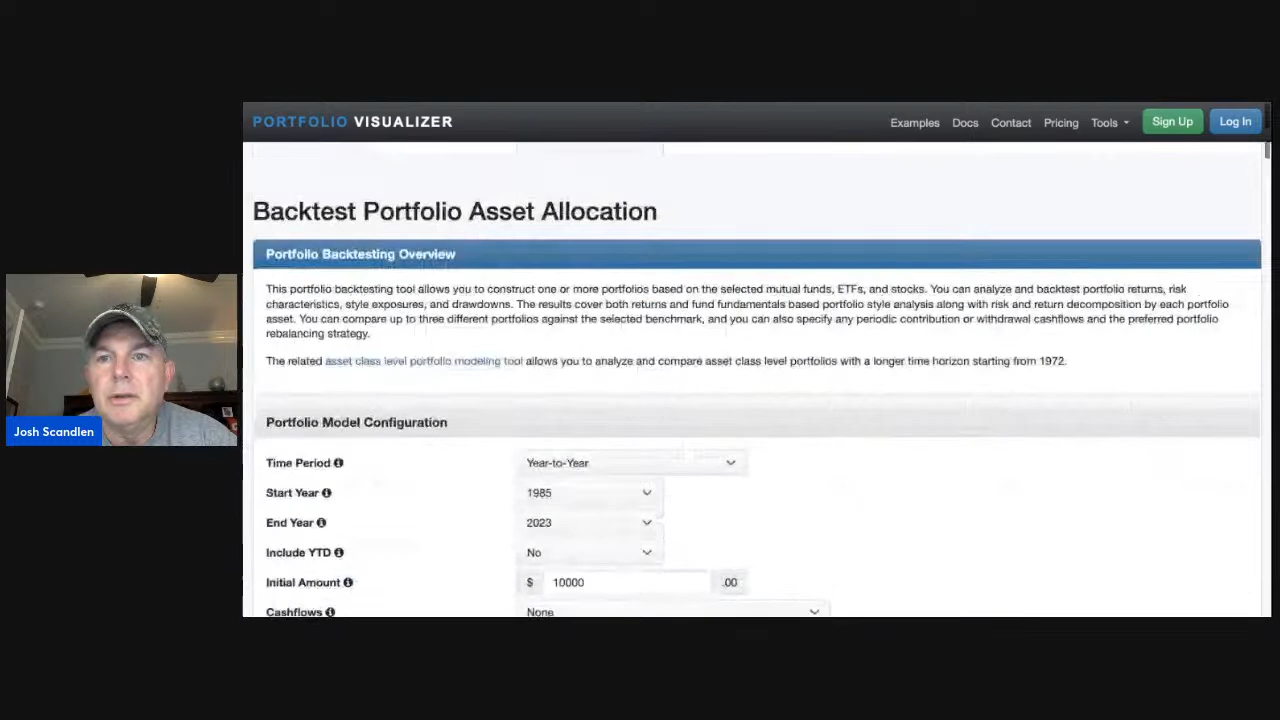 PORTFOLIO VISUALIZER
Examples Docs Contact Pricing Tools Sign Up Log In
Backtest Portfolio Asset Allocation
Portfolio Backtesting Overview
This portfolio backtesting tool allows you to construct one or more portfolios based on the selected mutual funds, ETFs, and stocks. You can analyze and backtest portfolio returns, risk
characteristics, style exposures, and drawdowns. The results cover both returns and fund fundamentals based portfolio style analysis along with risk and return decomposition by each portfolio
asset. You can compare up to three different portfolios against the selected benchmark, and you can also specify any periodic contribution or withdrawal cashflows and the preferred portfolio
rebalancing strategy.
The related asset class level portfolio modeling tool allows you to analyze and compare asset class level portfolios with a longer time horizon starting from 1972.
Portfolio Model Configuration
Time Period Year-to-Year
Start Year 1985
End Year 2023
Include YTD No
Initial Amount $ 10000 .00
Cashflows None
Josh Scandlen